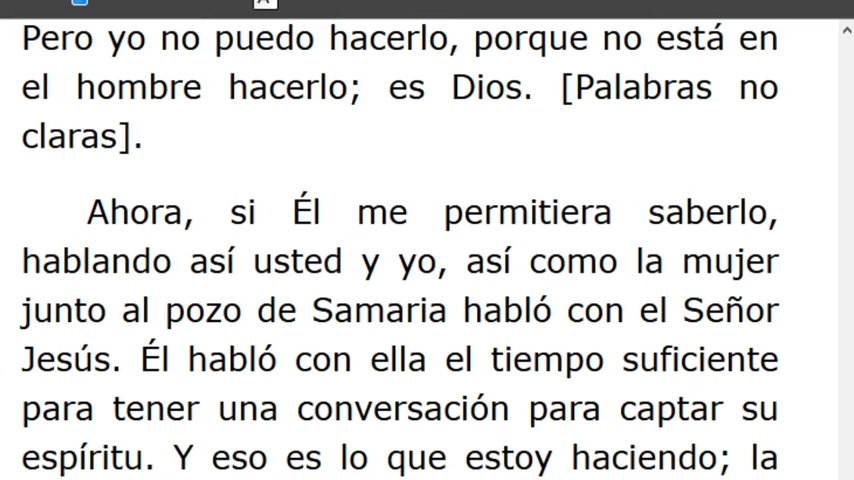 Pero yo no puedo hacerlo, porque no está en
el hombre hacerlo; es Dios. [Palabras no
claras].
Ahora, si Él me permitiera saberlo,
hablando así usted y yo, así como la mujer
junto al pozo de Samaria habló con el Señor
Jesús. Él habló con ella el tiempo suficiente
para tener una conversación para captar su
espíritu. Y eso es lo que estoy haciendo; la